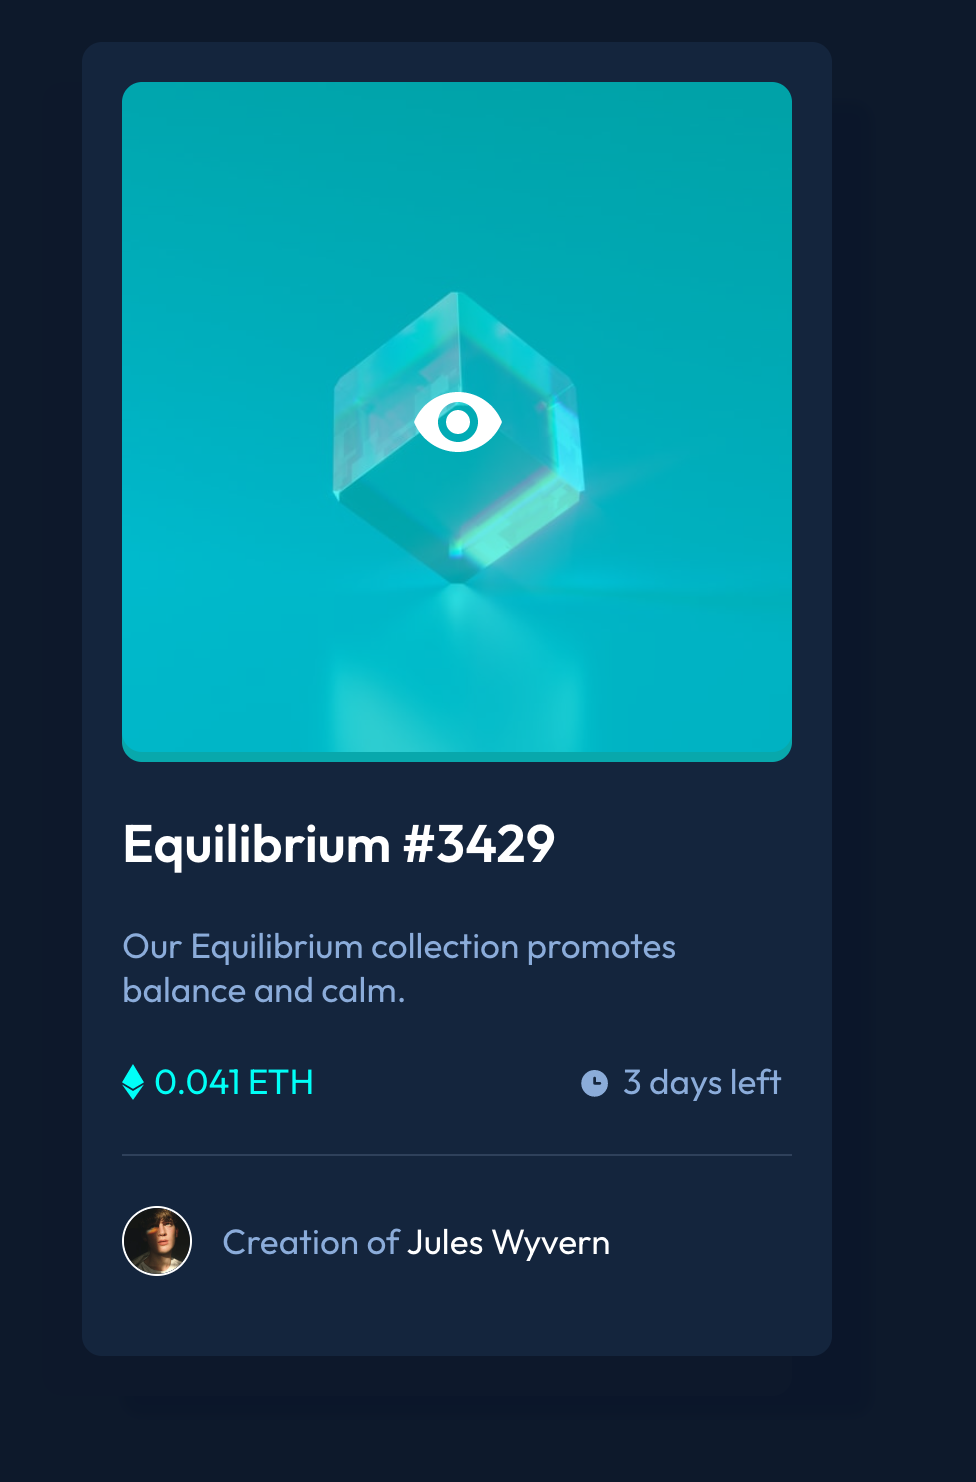 Equilibrium #3429
Our Equilibrium collection promotes
balance and calm.
0.041 ETH
3 days left
Creation of Jules Wyvern